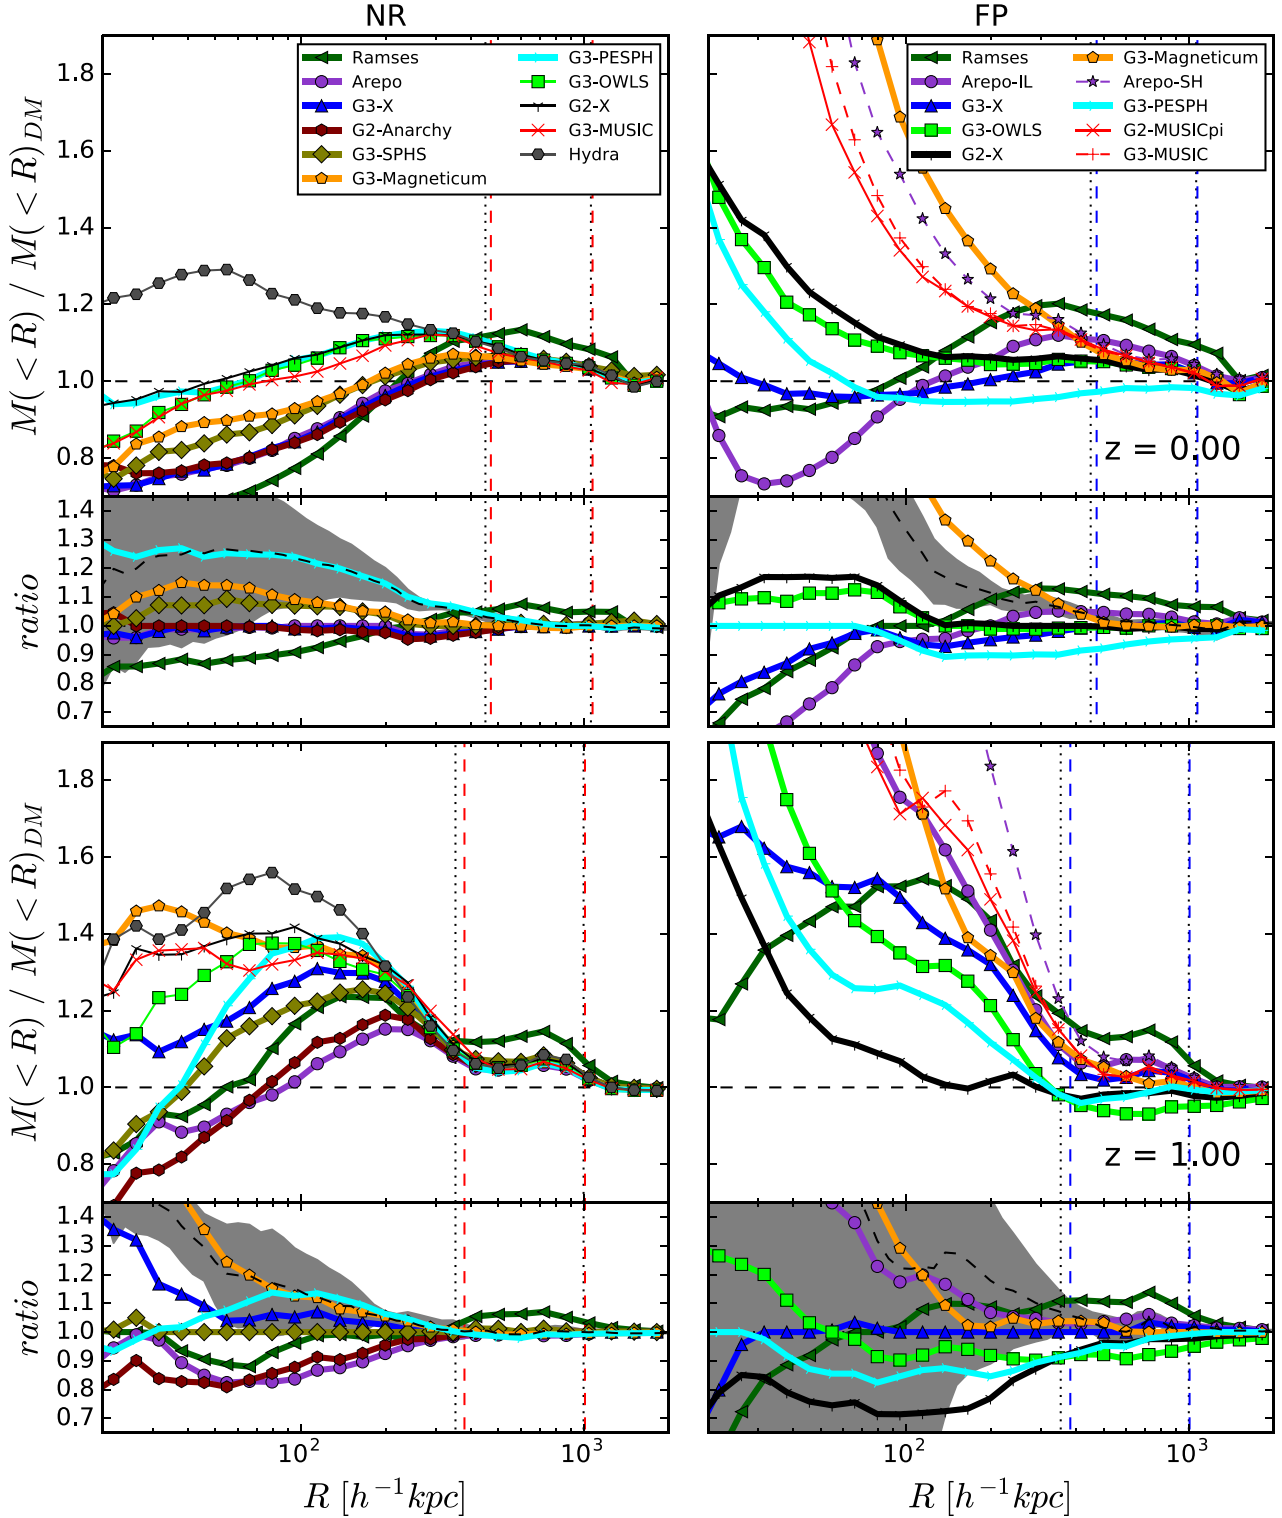 NR
FP
M(< R) / M(< R)DM
1.8
1.6
1.4
1.2
1.0
0.8
Ramses
Arepo
G3-X
G2-Anarchy
G3-SPHS
G3-Magneticum
G3-PESPH
G3-OWLS
G2-X
G3-MUSIC
Hydra
Ramses
Arepo-IL
G3-X
G3-OWLS
G2-X
G3-Magneticum
Arepo-SH
G3-PESPH
G2-MUSICpi
G3-MUSIC
z = 0.00
ratio
1.4
1.3
1.2
1.1
1.0
0.9
0.8
0.7
M(< R) / M(< R)DM
1.8
1.6
1.4
1.2
1.0
0.8
z = 1.00
ratio
1.4
1.3
1.2
1.1
1.0
0.9
0.8
0.7
10² 10³
10² 10³
R [h⁻¹kpc]
R [h⁻¹kpc]